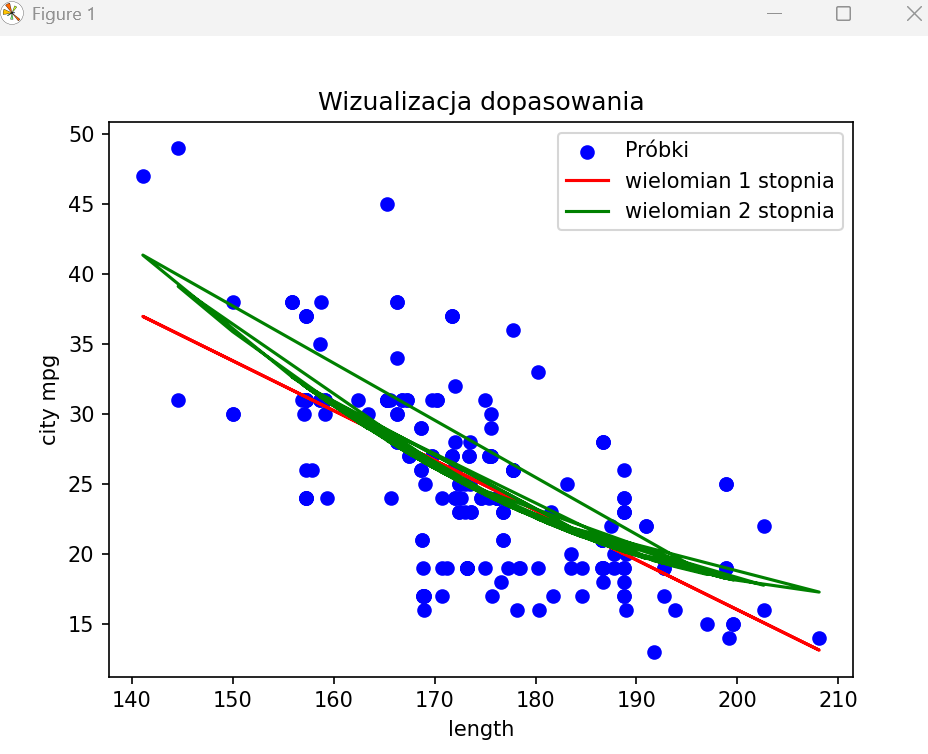 Figure 1
Wizualizacja dopasowania
50
45
40
35
30
25
20
15
city mpg
Próbki
wielomian 1 stopnia
wielomian 2 stopnia
140 150 160 170 180 190 200 210
length